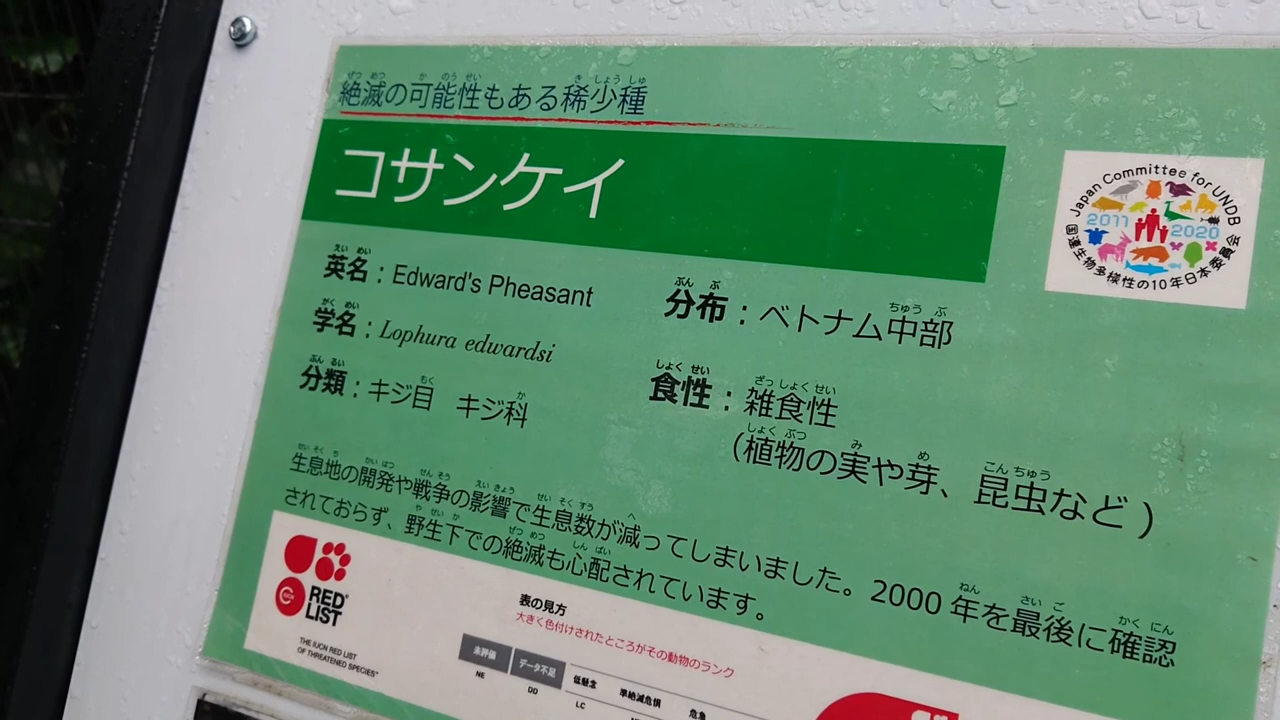 絶滅の可能性もある稀少種
コサンケイ
英名：Edward's Pheasant
学名：Lophura edwardsi
分類：キジ目 キジ科
分布：ベトナム中部
食性：雑食性
(植物の実や芽、昆虫など)
生息地の開発や戦争の影響で生息数が減ってしまいました。2000年を最後に確認
されておらず、野生下での絶滅も心配されています。
Japan Committee for UNDB
2011 2020
国連生物多様性の10年日本委員会
RED
LIST
THE IUCN RED LIST
OF THREATENED SPECIES™
表の見方
大きく色付けされたところがその動物のランク
未評価 データ不足 低懸念 準絶滅危惧 危急
NE DD LC